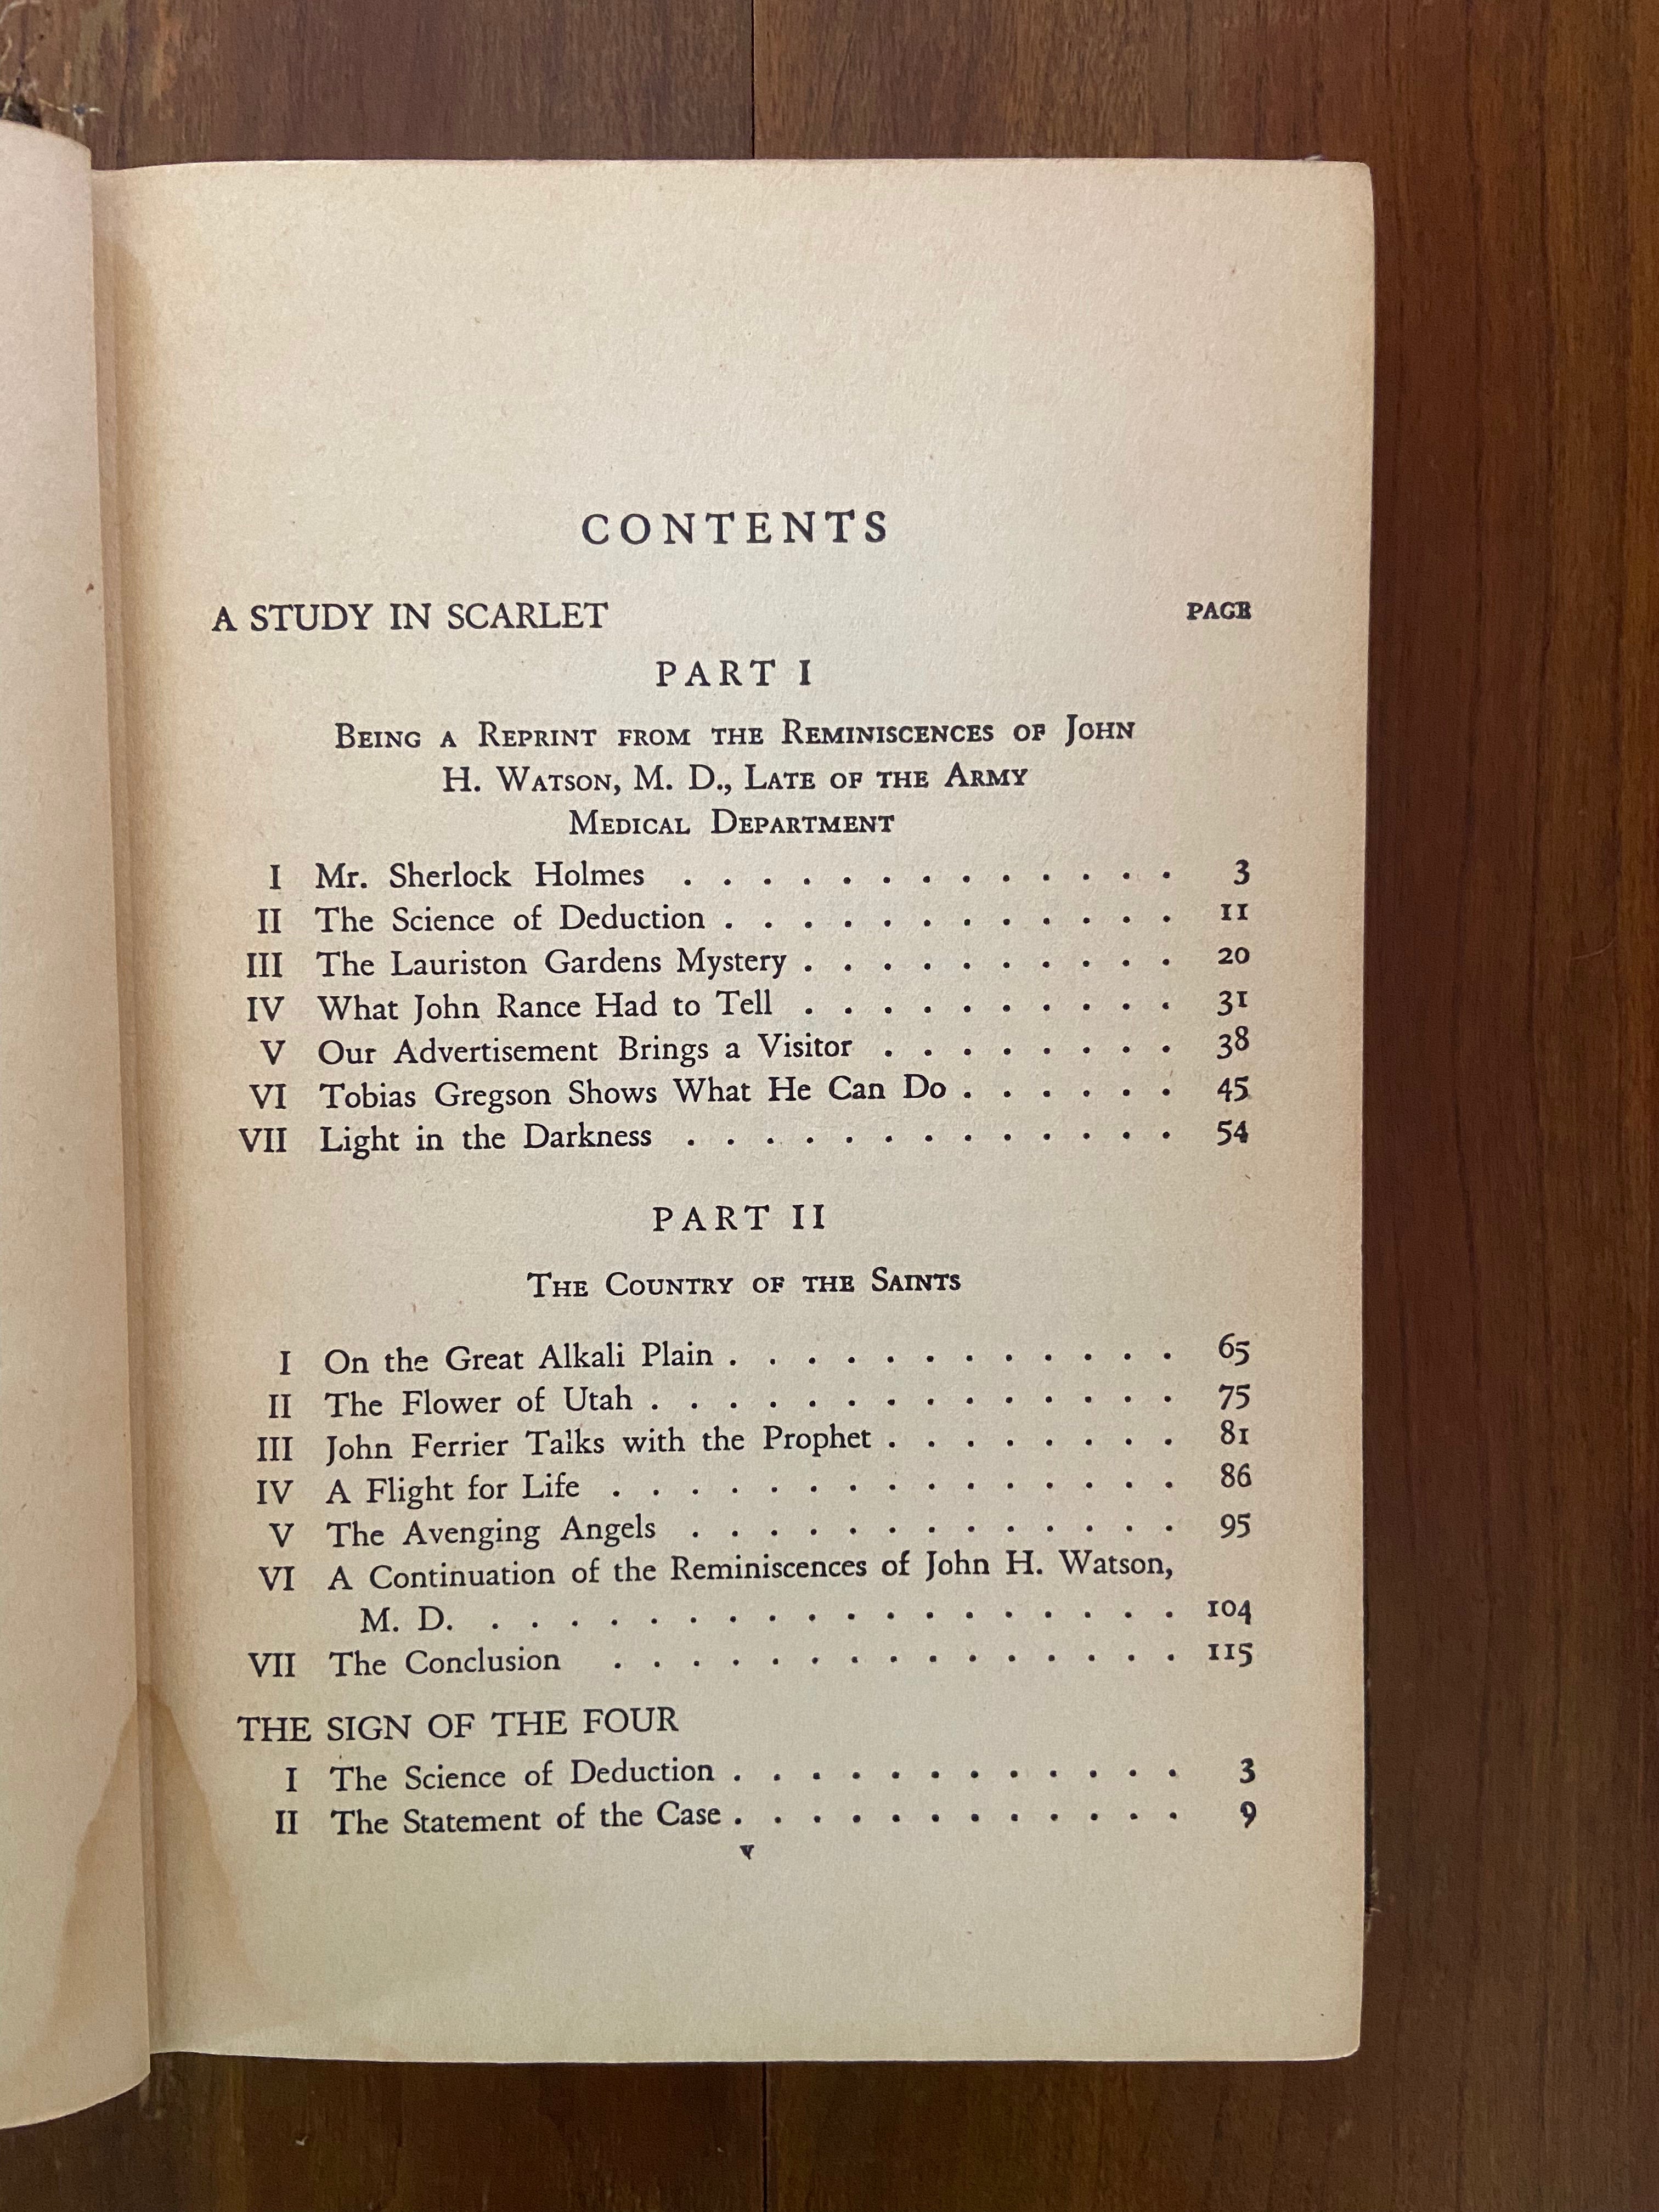 CONTENTS
A STUDY IN SCARLET PAGE
PART I
BEING A REPRINT FROM THE REMINISCENCES OF JOHN
H. WATSON, M. D., LATE OF THE ARMY
MEDICAL DEPARTMENT
I Mr. Sherlock Holmes . . . . . . . . . . . . . 3
II The Science of Deduction . . . . . . . . . . . . 11
III The Lauriston Gardens Mystery . . . . . . . . . . 20
IV What John Rance Had to Tell . . . . . . . . . . 31
V Our Advertisement Brings a Visitor . . . . . . . . 38
VI Tobias Gregson Shows What He Can Do . . . . . . 45
VII Light in the Darkness . . . . . . . . . . . . . 54
PART II
THE COUNTRY OF THE SAINTS
I On the Great Alkali Plain . . . . . . . . . . . . 65
II The Flower of Utah . . . . . . . . . . . . . . 75
III John Ferrier Talks with the Prophet . . . . . . . . 81
IV A Flight for Life . . . . . . . . . . . . . . . 86
V The Avenging Angels . . . . . . . . . . . . . 95
VI A Continuation of the Reminiscences of John H. Watson,
M. D. . . . . . . . . . . . . . . . . . . 104
VII The Conclusion . . . . . . . . . . . . . . . 115
THE SIGN OF THE FOUR
I The Science of Deduction . . . . . . . . . . . . 3
II The Statement of the Case . . . . . . . . . . . . 9
v